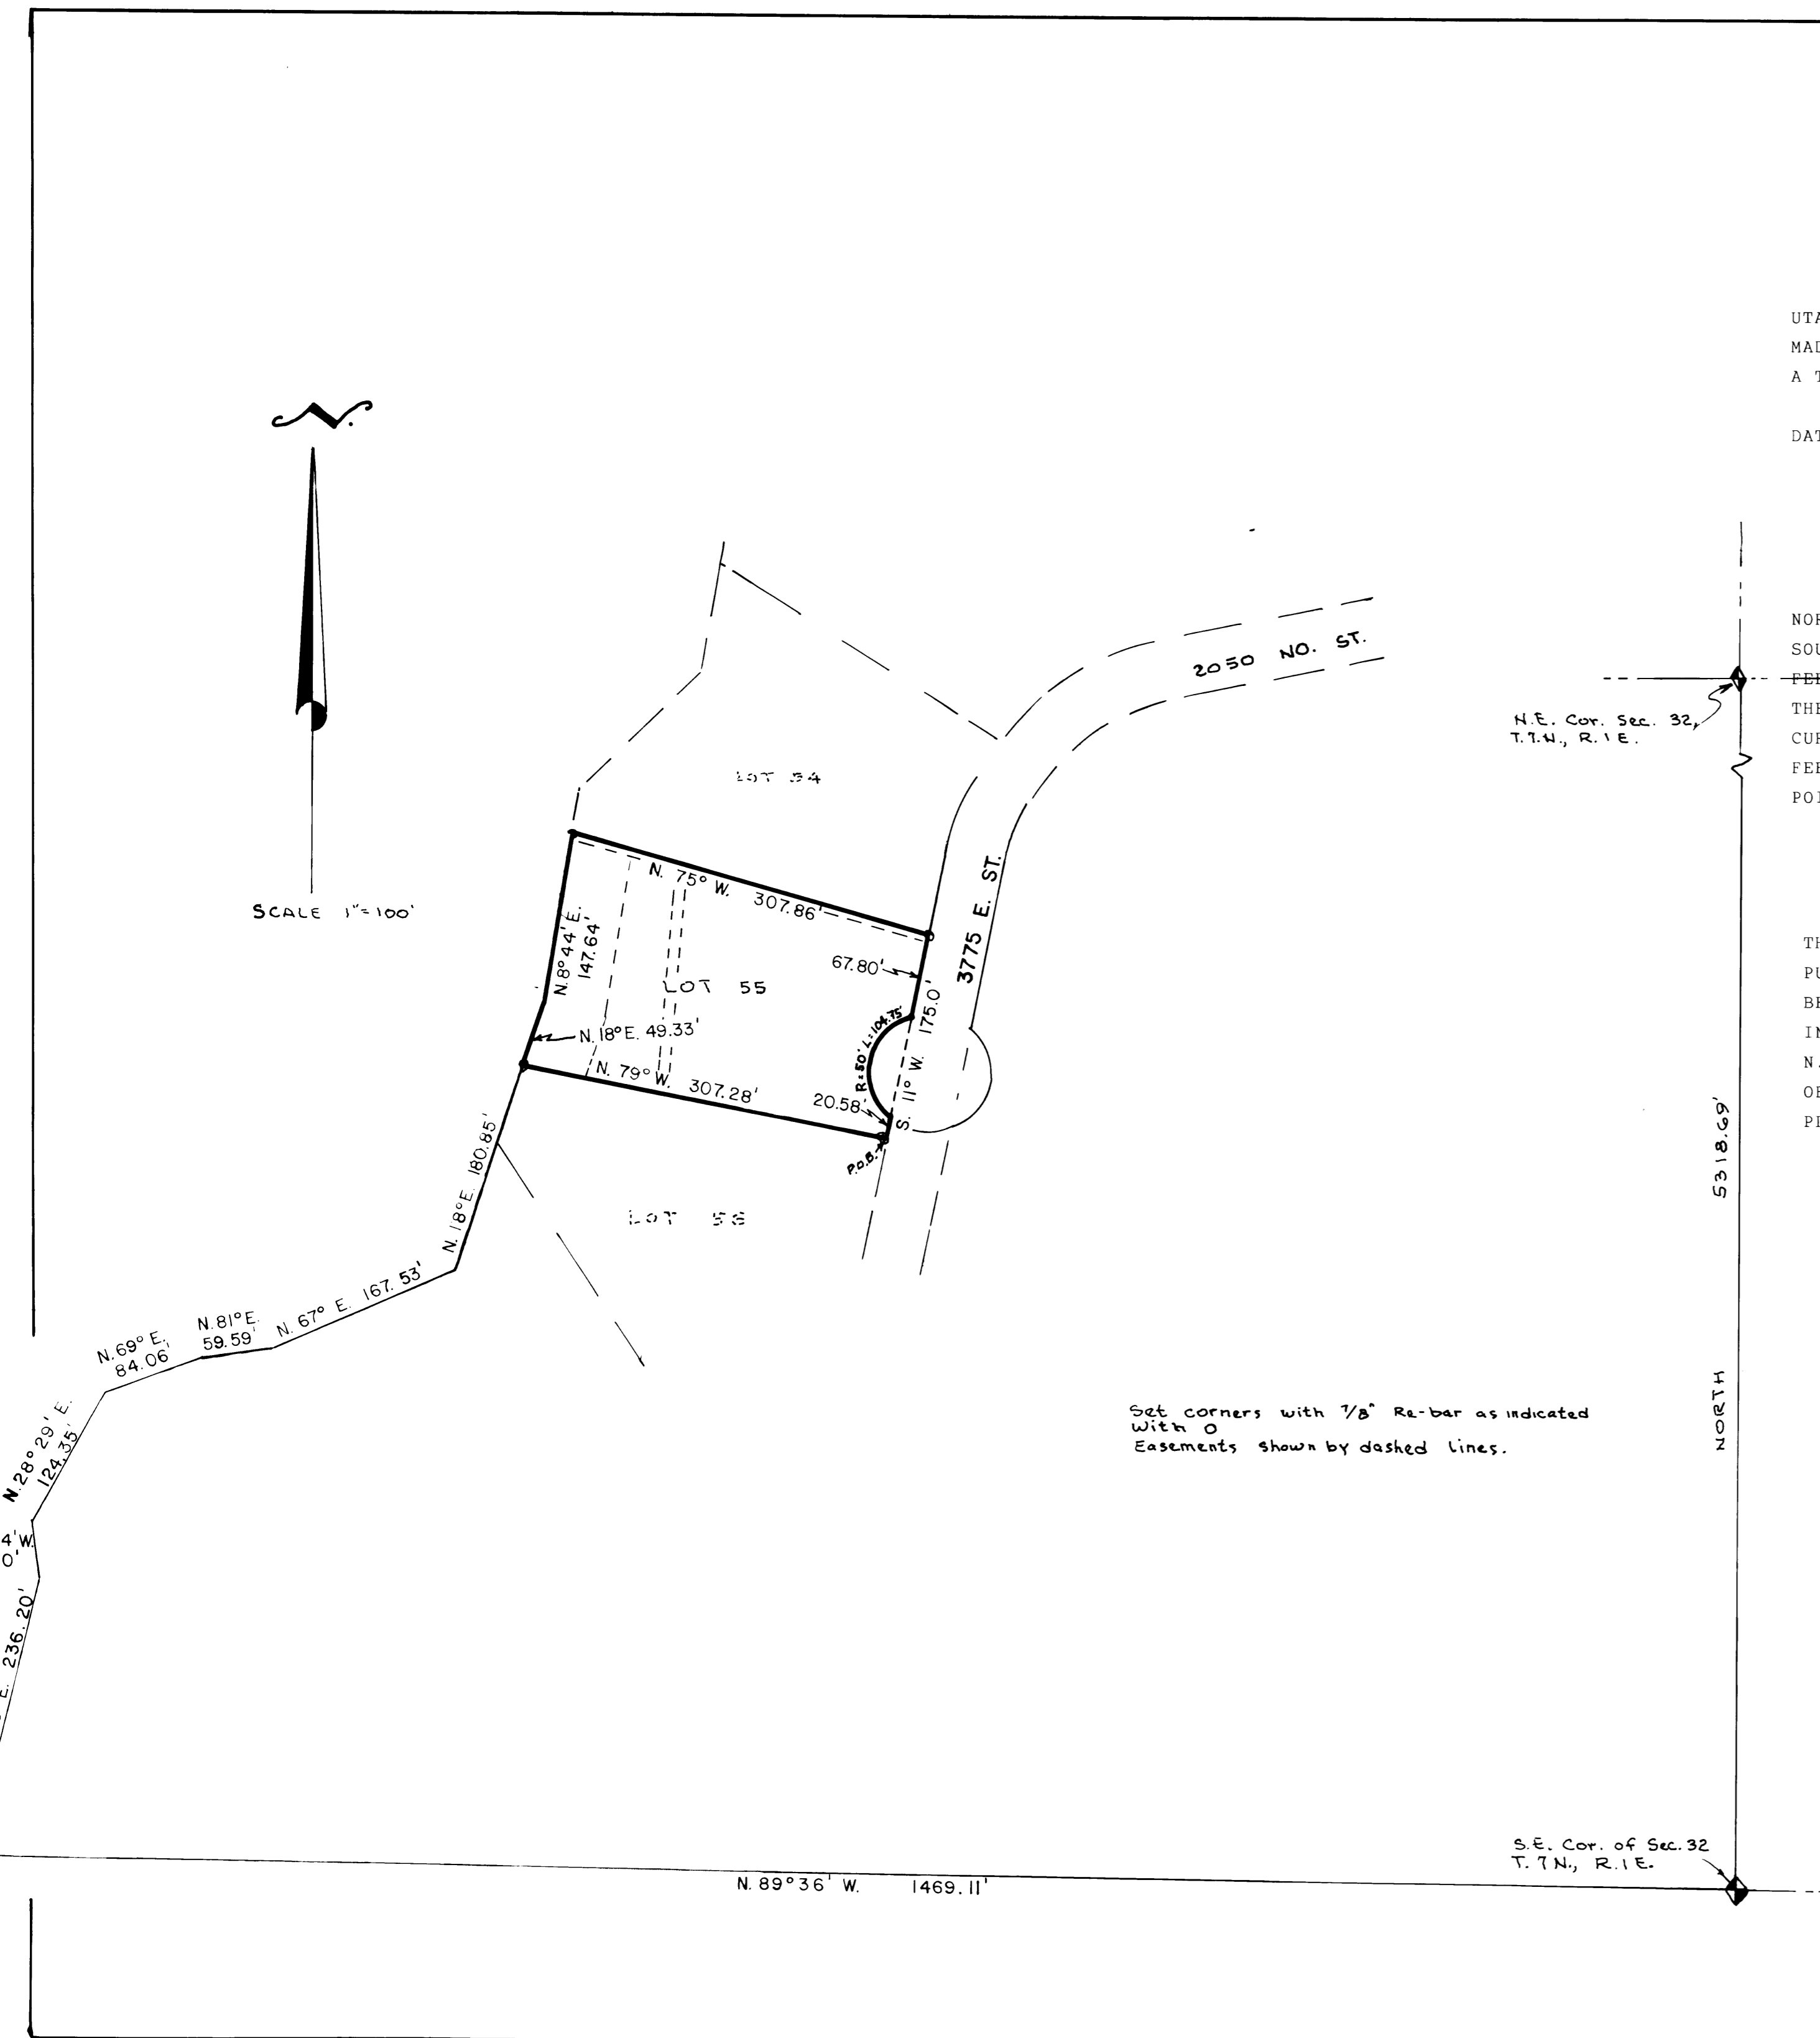 N.
SCALE 1"=100'
UTA
MAD
A T
DAT
2050 NO. ST.
N.E. Cor. Sec. 32,
T.7.N., R.1E.
NOR
SOU
FEE
THE
CUR
FEE
POI
LOT 54
3775 E. ST.
N. 75° W. 307.86'
67.80'
N.8°44'E.
147.64'
LOT 55
N.18°E. 49.33'
R=50' L=104.75'
S. 11° W. 175.0'
N. 79° W. 307.28'
20.58'
P.O.B.
TH
PU
BE
IN
N.
OF
PL
N. 18°E. 180.85'
LOT 56
5318.69'
NORTH
N. 67° E. 167.53'
N.81°E.
59.59'
N.69°E.
84.06'
N.28°29'E.
124.35'
4'W.
0'
E. 236.20'
Set corners with 7/8" Re-bar as indicated
with O
Easements shown by dashed lines.
S.E. Cor. of Sec.32
T.7N., R.1E.
N.89°36' W. 1469.11'